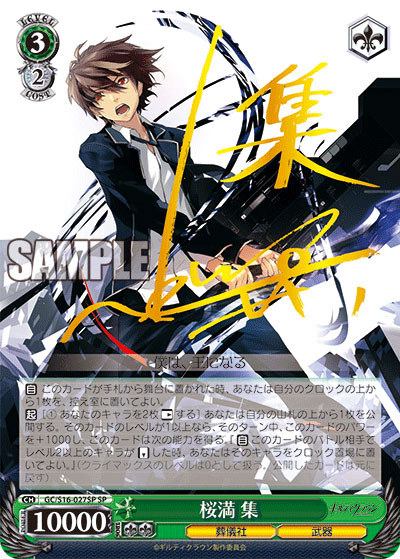 LEVEL
3
2
COST
集
SAMPLE
僕は、王になる
自 このカードが手札から舞台に置かれた時、あなたは自分のクロックの上か
ら1枚を、控え室に置いてよい。
起 [① あなたのキャラを2枚 する] あなたは自分の山札の上から1枚を公
開する。そのカードのレベルが1以上なら、そのターン中、このカードのパワー
を+1000し、このカードは次の能力を得る。『自 このカードのバトル相手で
レベル2以上のキャラが した時、あなたはそのキャラをクロック置場に置い
てよい。』(クライマックスのレベルは0として扱う。公開したカードは元に戻す)
CH GC/S16-027SP SP
10000
桜満 集
ギルティクラウン
葬儀社
武器
©ギルティクラウン製作委員会